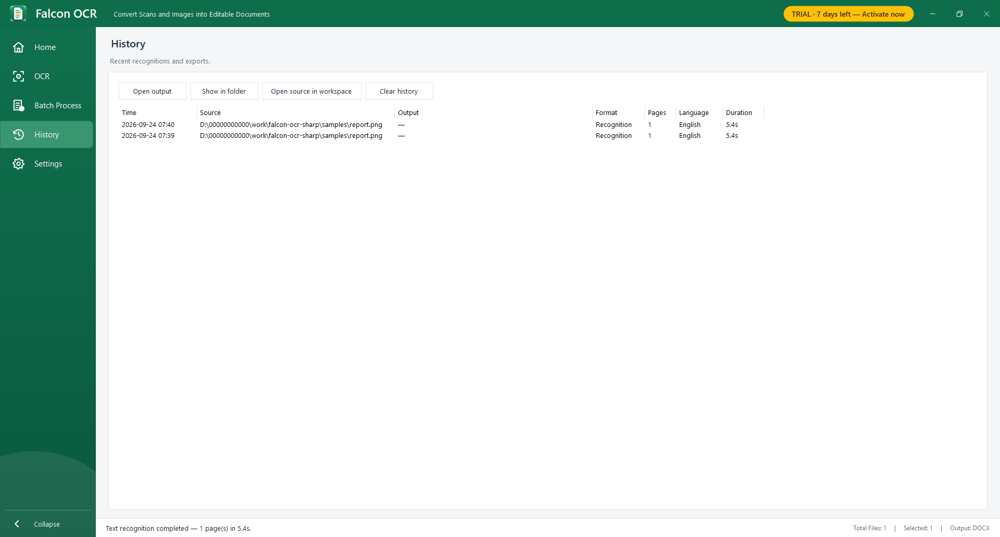 Falcon OCR
Convert Scans and Images into Editable Documents
TRIAL · 7 days left — Activate now
Home
OCR
Batch Process
History
Settings
Collapse
History
Recent recognitions and exports.
Open output Show in folder Open source in workspace Clear history
Time Source Output Format Pages Language Duration
2026-09-24 07:40 D:\00000000000\work\falcon-ocr-sharp\samples\report.png — Recognition 1 English 5.4s
2026-09-24 07:39 D:\00000000000\work\falcon-ocr-sharp\samples\report.png — Recognition 1 English 5.4s
Text recognition completed — 1 page(s) in 5.4s.
Total Files: 1 | Selected: 1 | Output: DOCX